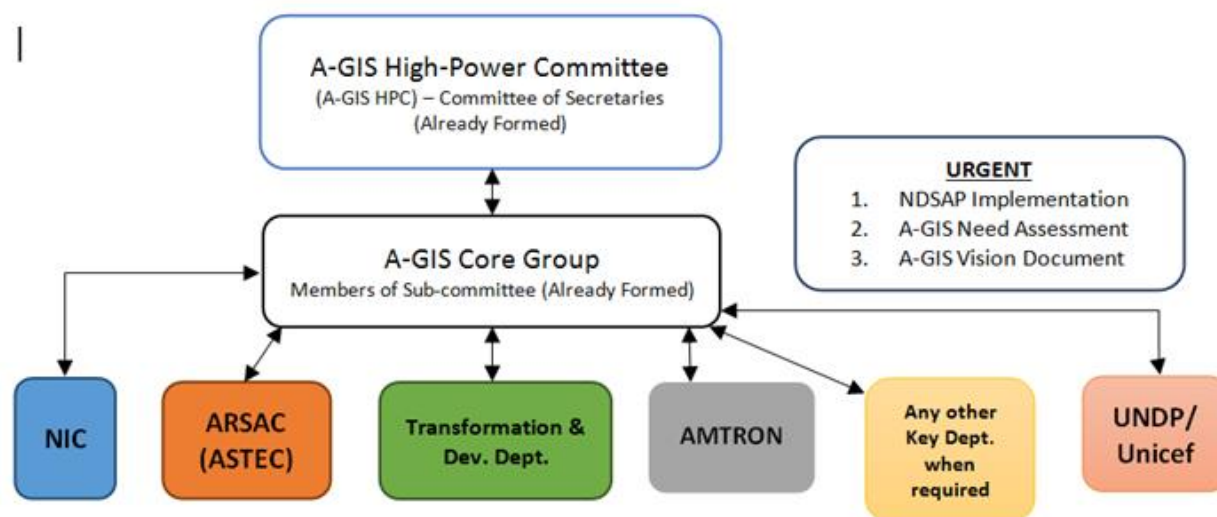 A-GIS High-Power Committee
(A-GIS HPC) – Committee of Secretaries
(Already Formed)
URGENT
1. NDSAP Implementation
2. A-GIS Need Assessment
3. A-GIS Vision Document
A-GIS Core Group
Members of Sub-committee (Already Formed)
NIC
ARSAC
(ASTEC)
Transformation &
Dev. Dept.
AMTRON
Any other
Key Dept.
when
required
UNDP/
Unicef